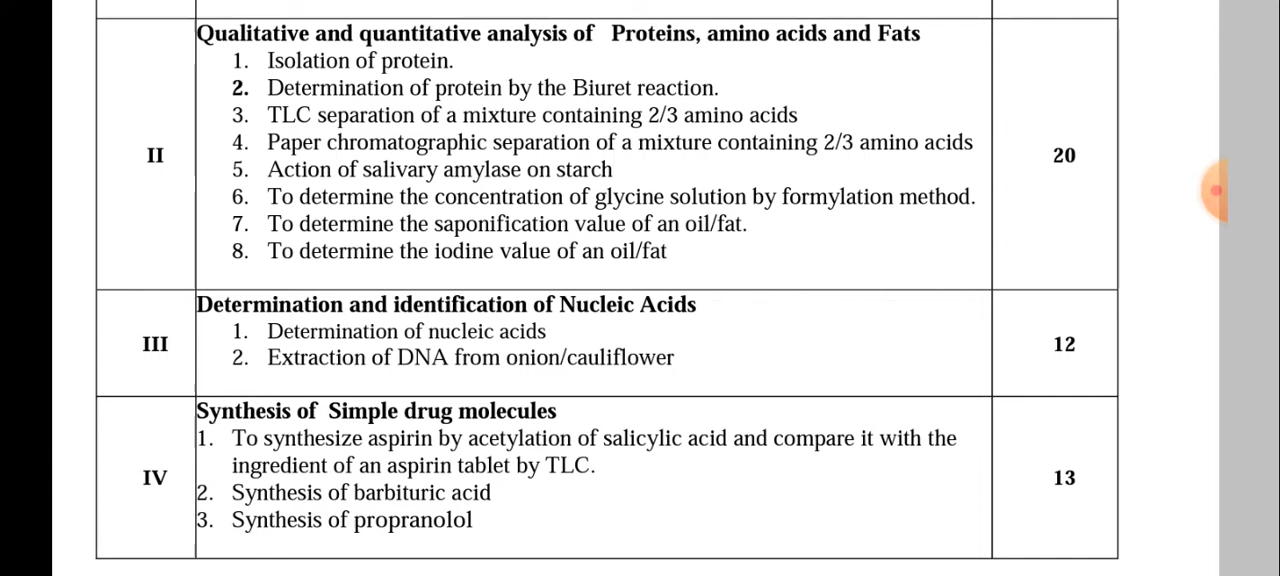 Qualitative and quantitative analysis of Proteins, amino acids and Fats
1. Isolation of protein.
2. Determination of protein by the Biuret reaction.
3. TLC separation of a mixture containing 2/3 amino acids
4. Paper chromatographic separation of a mixture containing 2/3 amino acids
II
20
5. Action of salivary amylase on starch
6. To determine the concentration of glycine solution by formylation method.
7. To determine the saponification value of an oil/fat.
8. To determine the iodine value of an oil/fat
Determination and identification of Nucleic Acids
1. Determination of nucleic acids
III
12
2. Extraction of DNA from onion/cauliflower
Synthesis of Simple drug molecules
1. To synthesize aspirin by acetylation of salicylic acid and compare it with the
ingredient of an aspirin tablet by TLC.
IV
13
2. Synthesis of barbituric acid
3. Synthesis of propranolol